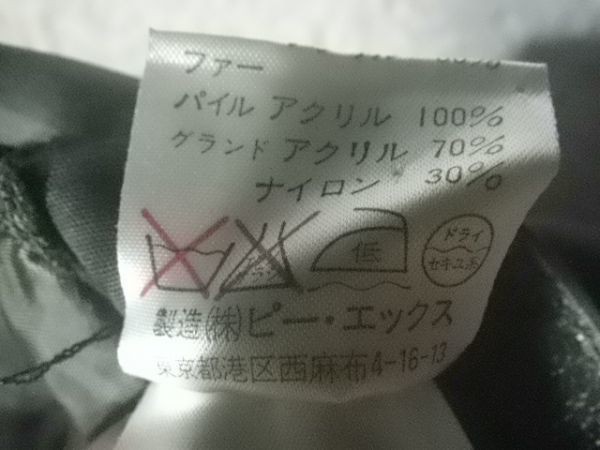 ファー
パイル アクリル 100%
グランド アクリル 70%
ナイロン 30%
低
ドライ
セキユ系
製造(株)ピー・エックス
東京都港区西麻布4-16-13